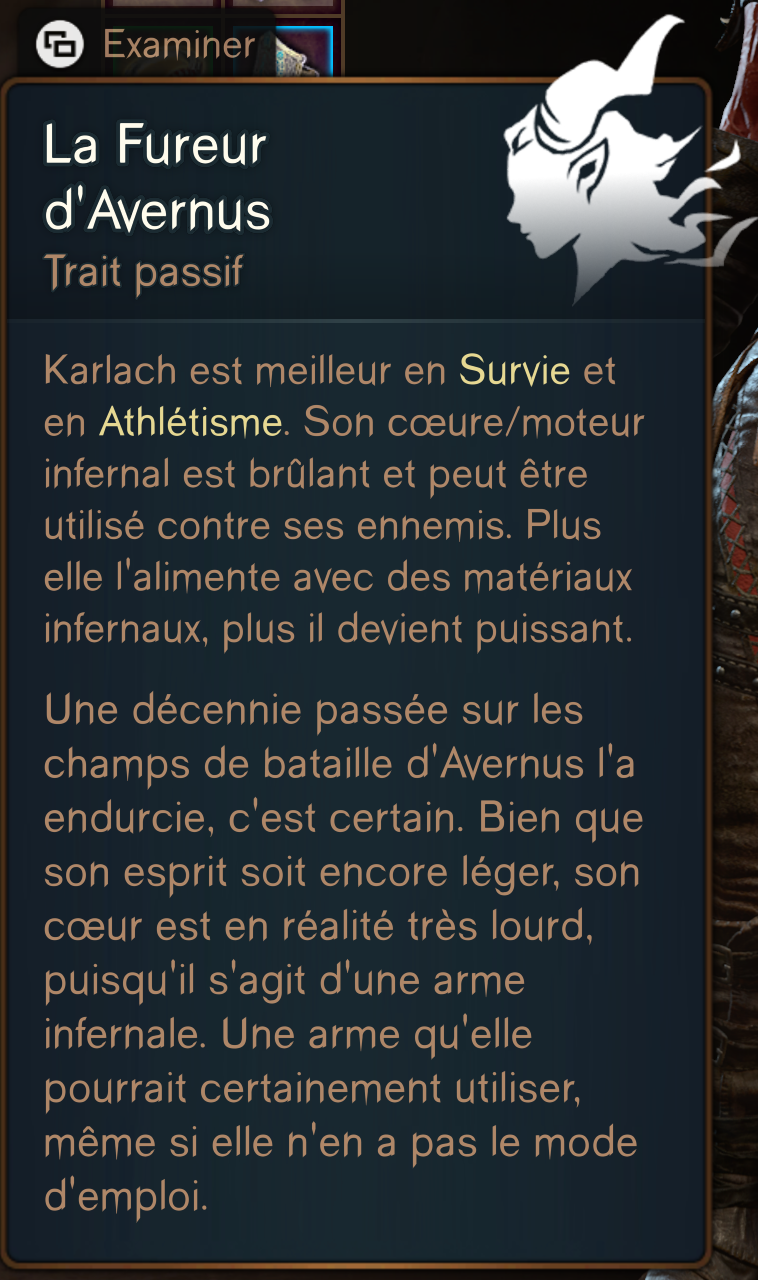 Examiner
La Fureur
d'Avernus
Trait passif
Karlach est meilleur en Survie et
en Athlétisme. Son cœure/moteur
infernal est brûlant et peut être
utilisé contre ses ennemis. Plus
elle l'alimente avec des matériaux
infernaux, plus il devient puissant.
Une décennie passée sur les
champs de bataille d'Avernus l'a
endurcie, c'est certain. Bien que
son esprit soit encore léger, son
cœur est en réalité très lourd,
puisqu'il s'agit d'une arme
infernale. Une arme qu'elle
pourrait certainement utiliser,
même si elle n'en a pas le mode
d'emploi.